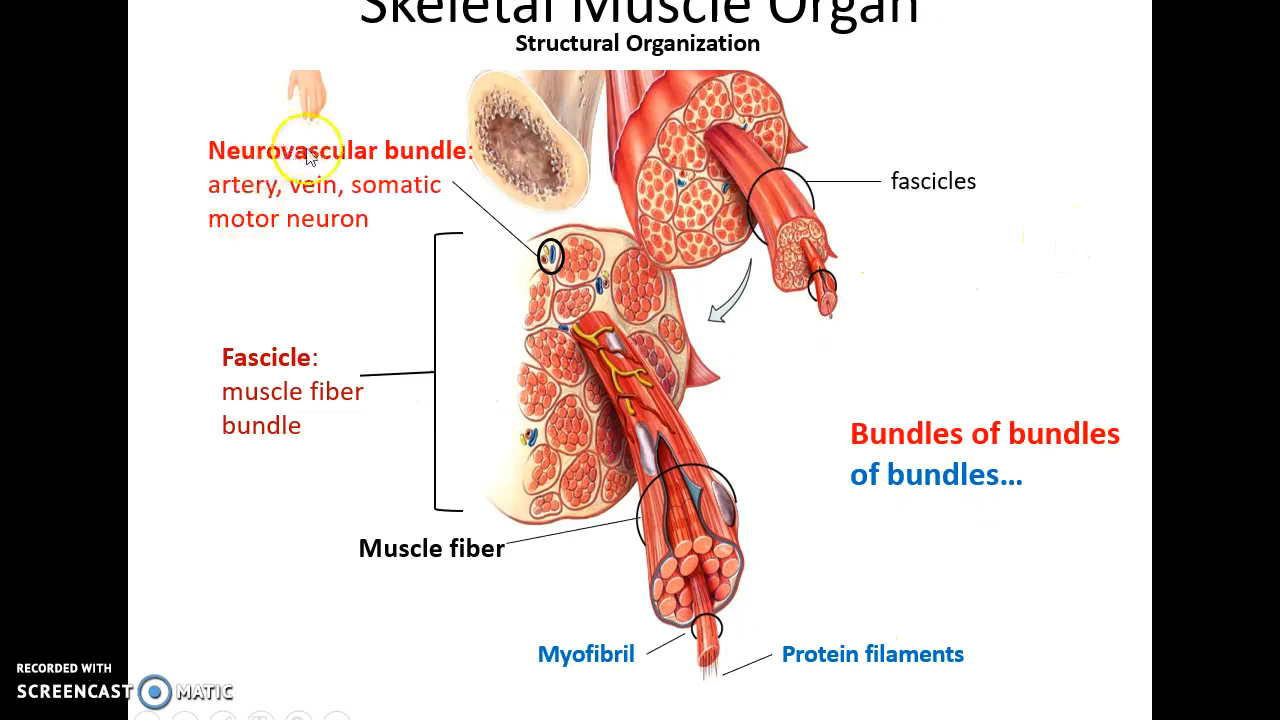 Skeletal Muscle Organ
Structural Organization
Neurovascular bundle:
artery, vein, somatic
motor neuron
fascicles
Fascicle:
muscle fiber
bundle
Bundles of bundles
of bundles...
Muscle fiber
Myofibril
Protein filaments
RECORDED WITH
SCREENCAST MATIC